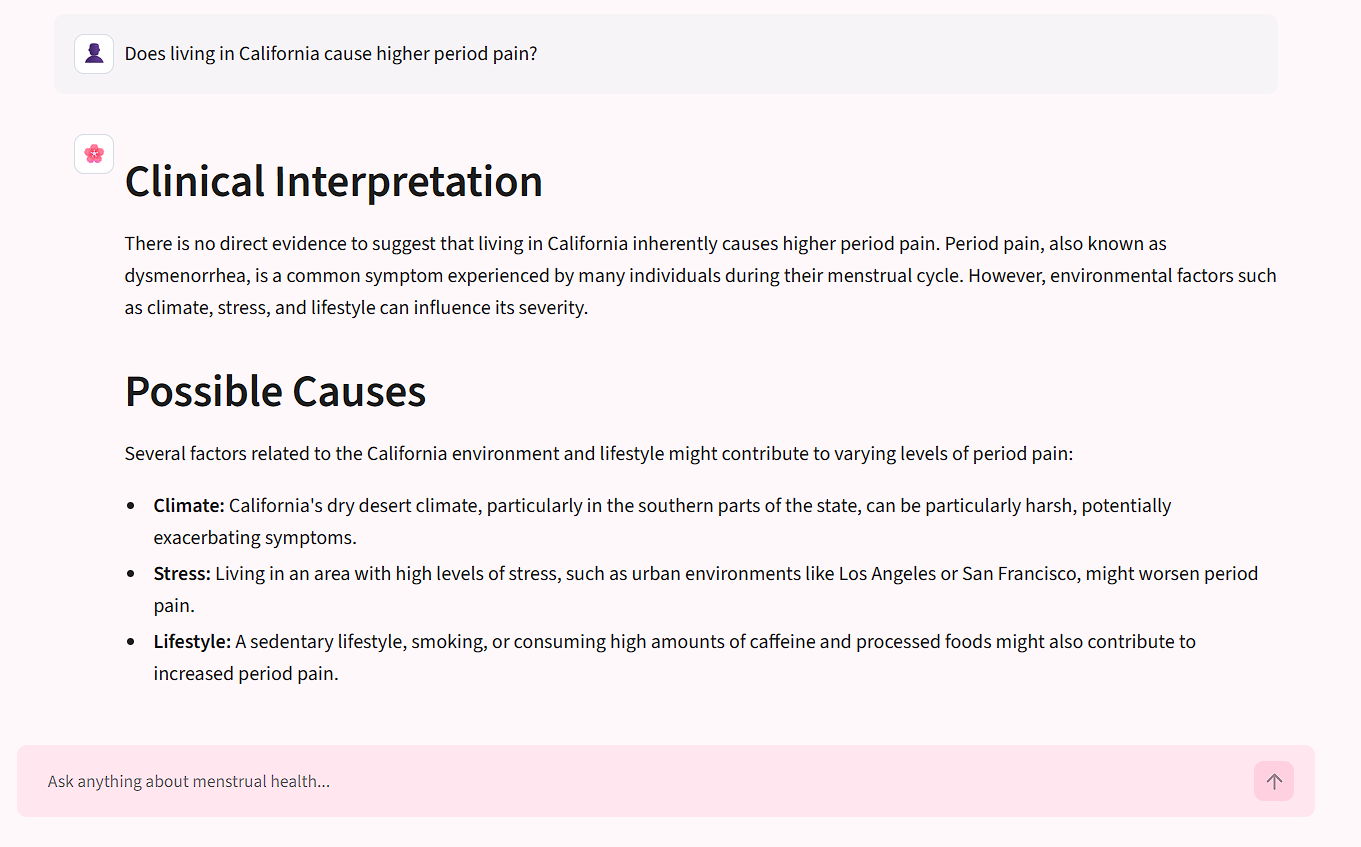 Does living in California cause higher period pain?
Clinical Interpretation
There is no direct evidence to suggest that living in California inherently causes higher period pain. Period pain, also known as
dysmenorrhea, is a common symptom experienced by many individuals during their menstrual cycle. However, environmental factors such
as climate, stress, and lifestyle can influence its severity.
Possible Causes
Several factors related to the California environment and lifestyle might contribute to varying levels of period pain:
• Climate: California's dry desert climate, particularly in the southern parts of the state, can be particularly harsh, potentially
exacerbating symptoms.
• Stress: Living in an area with high levels of stress, such as urban environments like Los Angeles or San Francisco, might worsen period
pain.
• Lifestyle: A sedentary lifestyle, smoking, or consuming high amounts of caffeine and processed foods might also contribute to
increased period pain.
Ask anything about menstrual health...